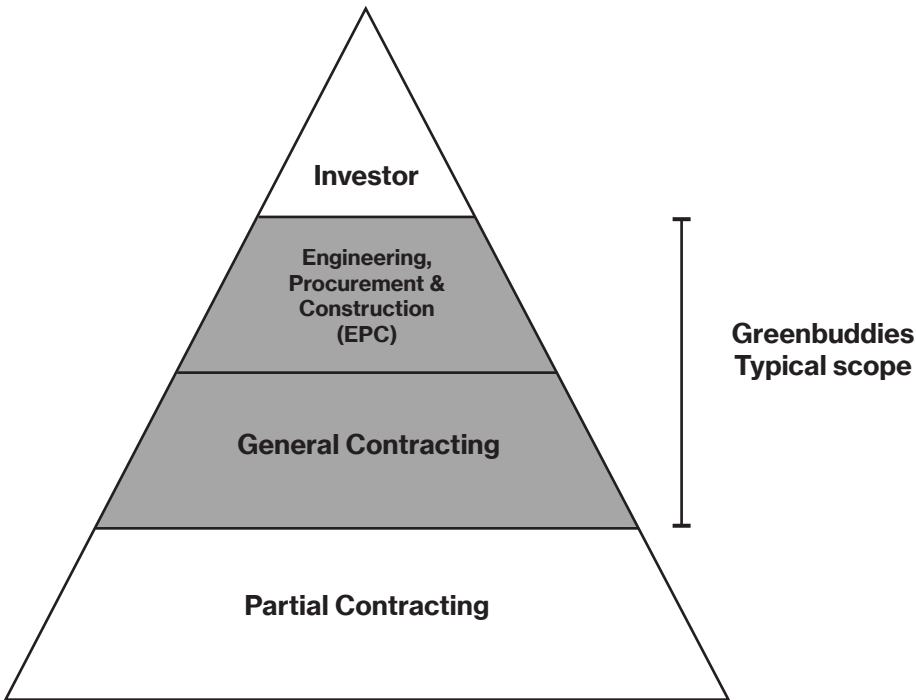 Investor
Engineering,
Procurement &
Construction
(EPC)
Greenbuddies
Typical scope
General Contracting
Partial Contracting